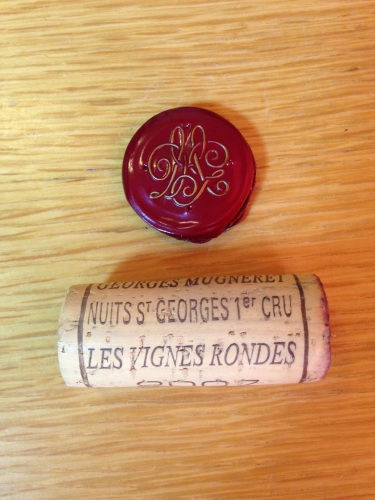 GEORGES MUGNERET
NUITS ST GEORGES 1er CRU
LES VIGNES RONDES